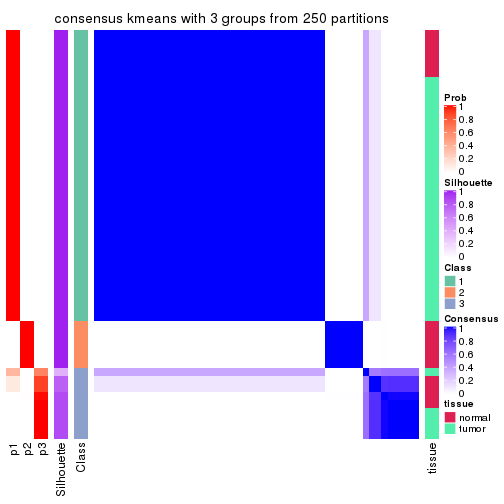 consensus kmeans with 3 groups from 250 partitions
Prob
1
0.8
0.6
0.4
0.2
0
Silhouette
1
0.8
0.6
0.4
0.2
0
Class
1
2
3
Consensus
1
0.8
0.6
0.4
0.2
0
tissue
normal
tumor
p1
p2
p3
Silhouette
Class
tissue